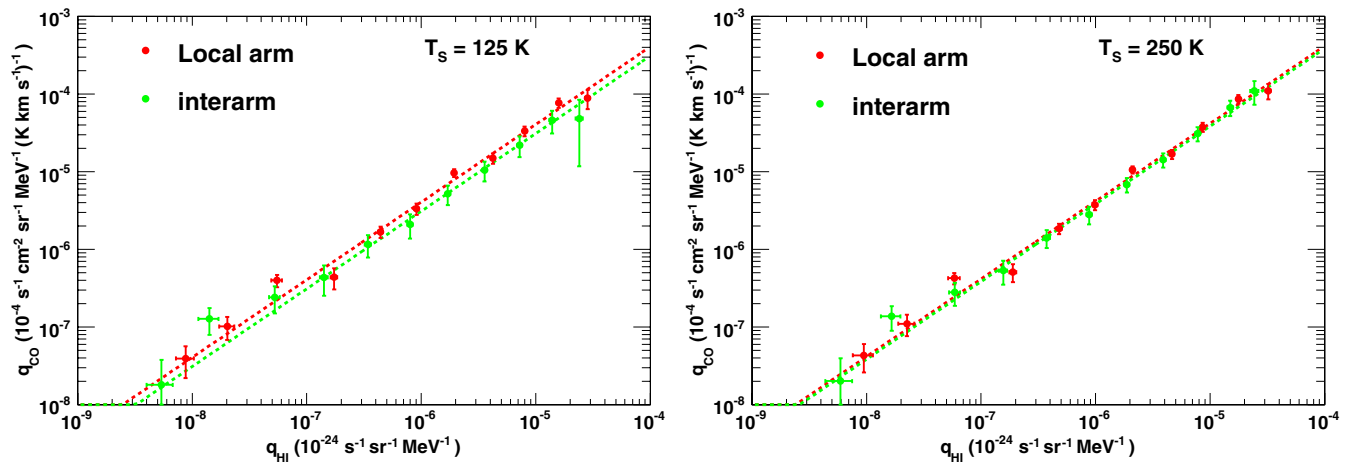 10⁻³
10⁻⁴
10⁻⁵
10⁻⁶
10⁻⁷
10⁻⁸
q_CO (10⁻⁴ s⁻¹ cm⁻² sr⁻¹ MeV⁻¹ (K km s⁻¹)⁻¹)
Local arm
interarm
T_S = 125 K
10⁻⁹ 10⁻⁸ 10⁻⁷ 10⁻⁶ 10⁻⁵ 10⁻⁴
q_HI (10⁻²⁴ s⁻¹ sr⁻¹ MeV⁻¹)
10⁻³
10⁻⁴
10⁻⁵
10⁻⁶
10⁻⁷
10⁻⁸
q_CO (10⁻⁴ s⁻¹ cm⁻² sr⁻¹ MeV⁻¹ (K km s⁻¹)⁻¹)
Local arm
interarm
T_S = 250 K
10⁻⁹ 10⁻⁸ 10⁻⁷ 10⁻⁶ 10⁻⁵ 10⁻⁴
q_HI (10⁻²⁴ s⁻¹ sr⁻¹ MeV⁻¹)